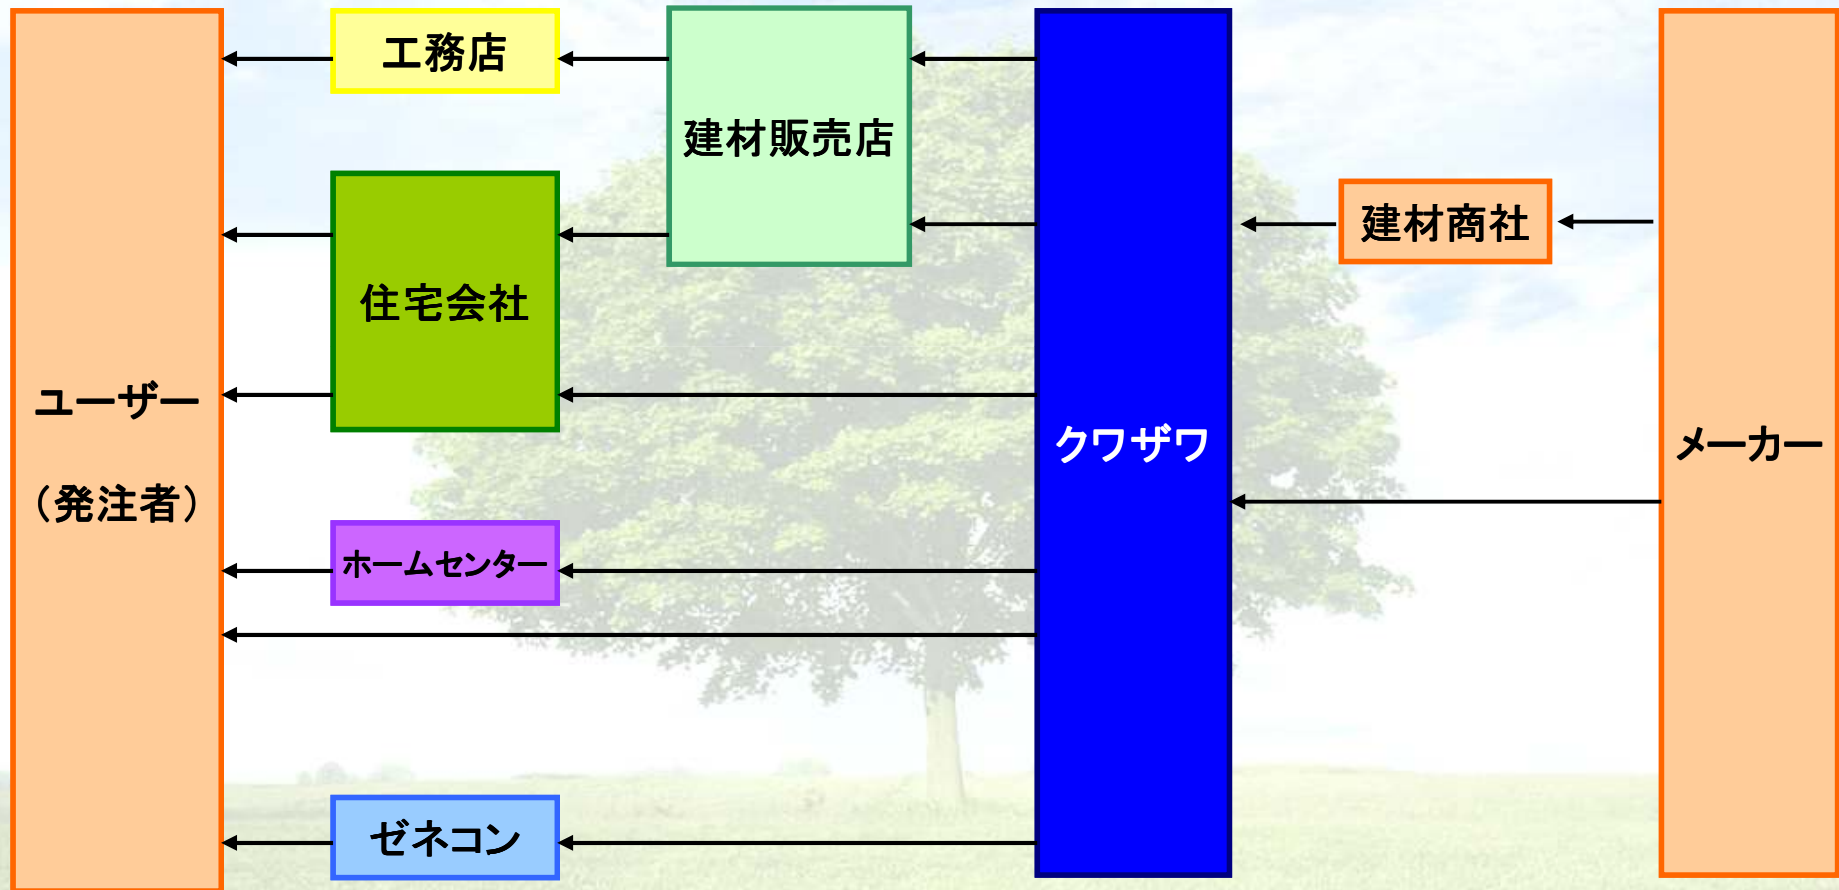 工務店
建材販売店
建材商社
住宅会社
ユーザー
（発注者）
クワザワ
メーカー
ホームセンター
ゼネコン